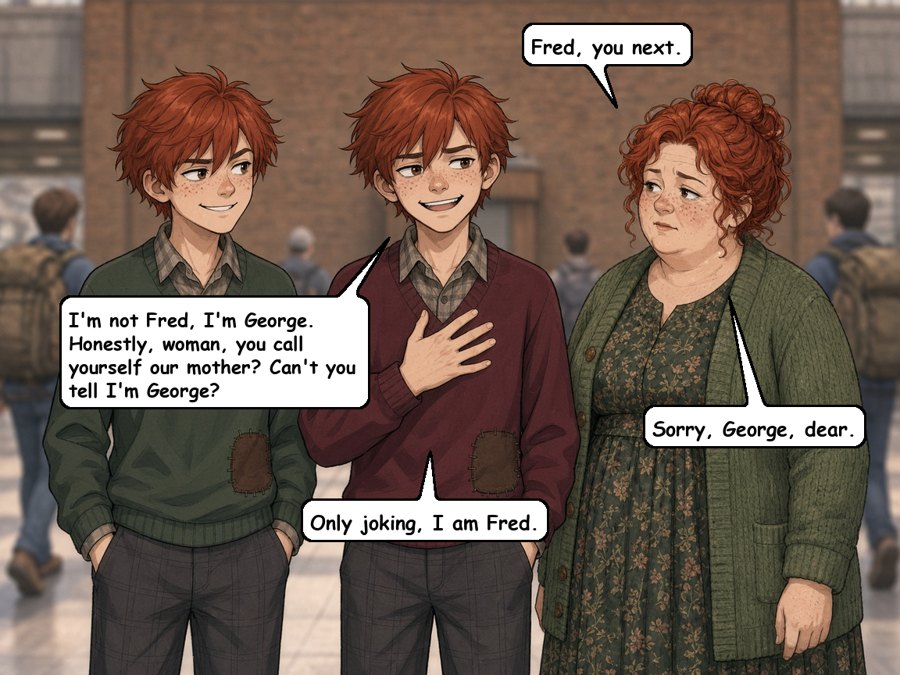 Fred, you next.
I'm not Fred, I'm George.
Honestly, woman, you call
yourself our mother? Can't you
tell I'm George?
Sorry, George, dear.
Only joking, I am Fred.